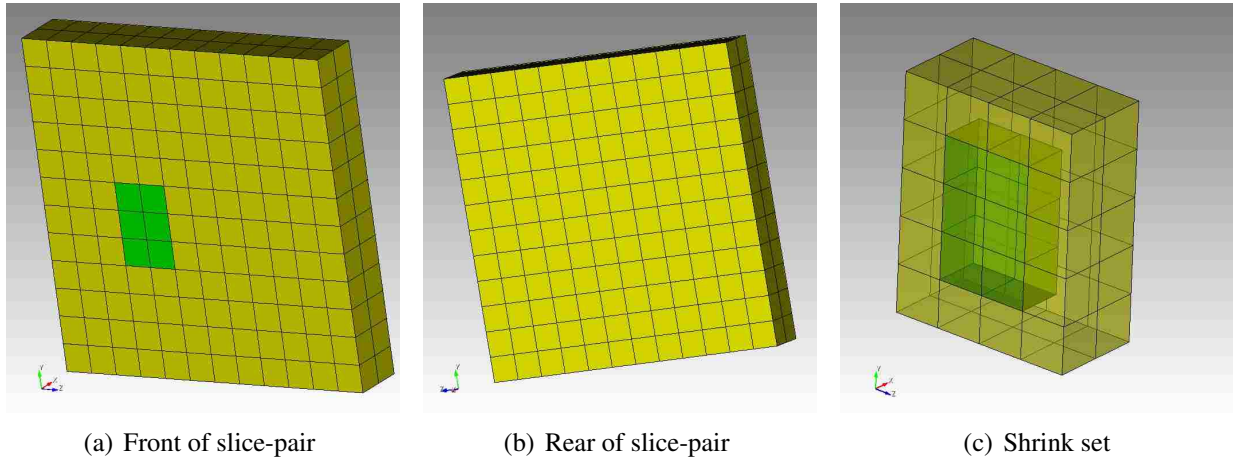 Y
X
Z
Y
Z
X
Y
X
Z
(a) Front of slice-pair
(b) Rear of slice-pair
(c) Shrink set